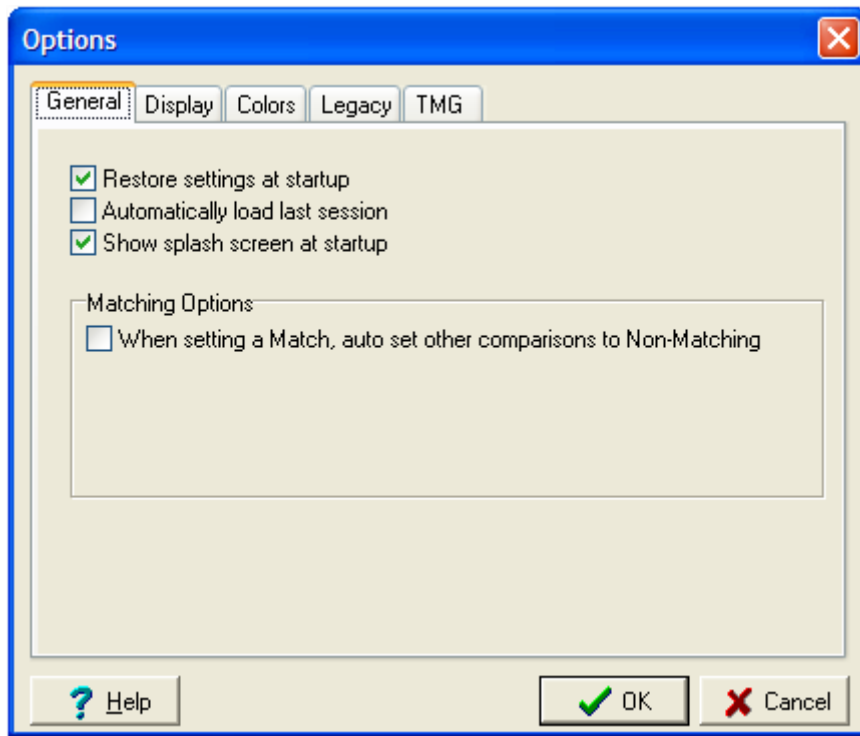 Options
General Display Colors Legacy TMG
Restore settings at startup
Automatically load last session
Show splash screen at startup
Matching Options
When setting a Match, auto set other comparisons to Non-Matching
Help OK Cancel